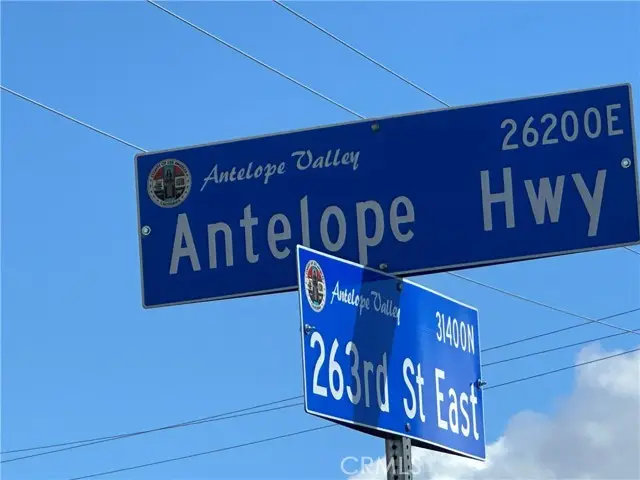 26200E
Antelope Valley
Antelope Hwy
Antelope Valley
31400N
263rd St East
CRMLS